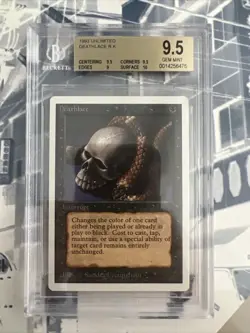 BECKETT
1993 UNLIMITED
DEATHLACE R A
CENTERING 9.5 CORNERS 9.5
EDGES 9 SURFACE 10
9.5
GEM MINT
0014256476
Deathlace
Interrupt
Changes the color of one card
either being played or already in
play to black. Cost to cast, tap,
maintain, or use a special ability of
target card remains entirely
unchanged.